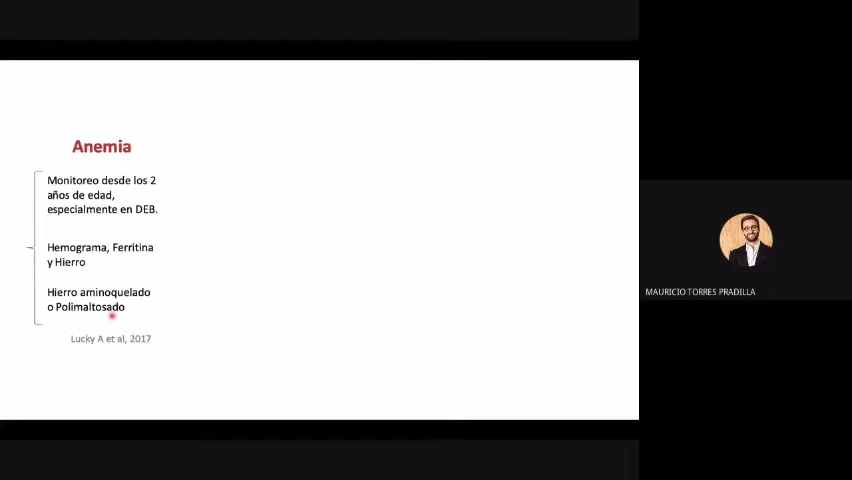 Anemia
Monitoreo desde los 2
años de edad,
especialmente en DEB.
Hemograma, Ferritina
y Hierro
Hierro aminoquelado
o Polimaltosado
Lucky A et al, 2017
MAURICIO TORRES PRADILLA